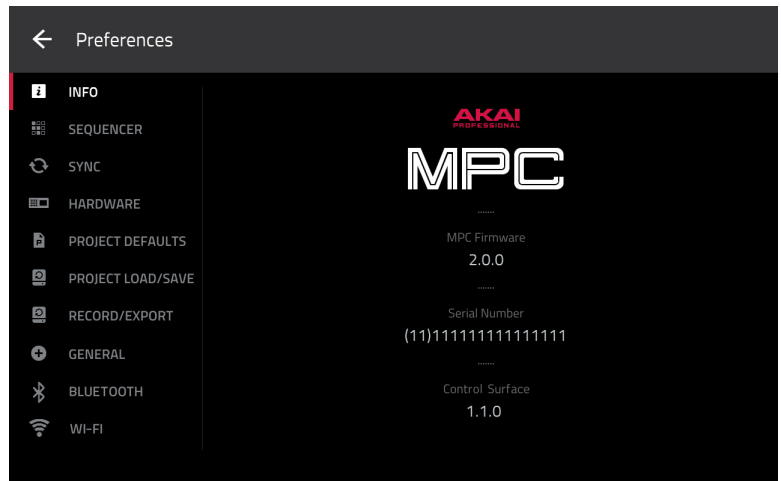 Preferences
INFO
SEQUENCER
SYNC
HARDWARE
PROJECT DEFAULTS
PROJECT LOAD/SAVE
RECORD/EXPORT
GENERAL
BLUETOOTH
WI-FI
AKAI
PROFESSIONAL
MPC
MPC Firmware
2.0.0
Serial Number
(11)111111111111111
Control Surface
1.1.0